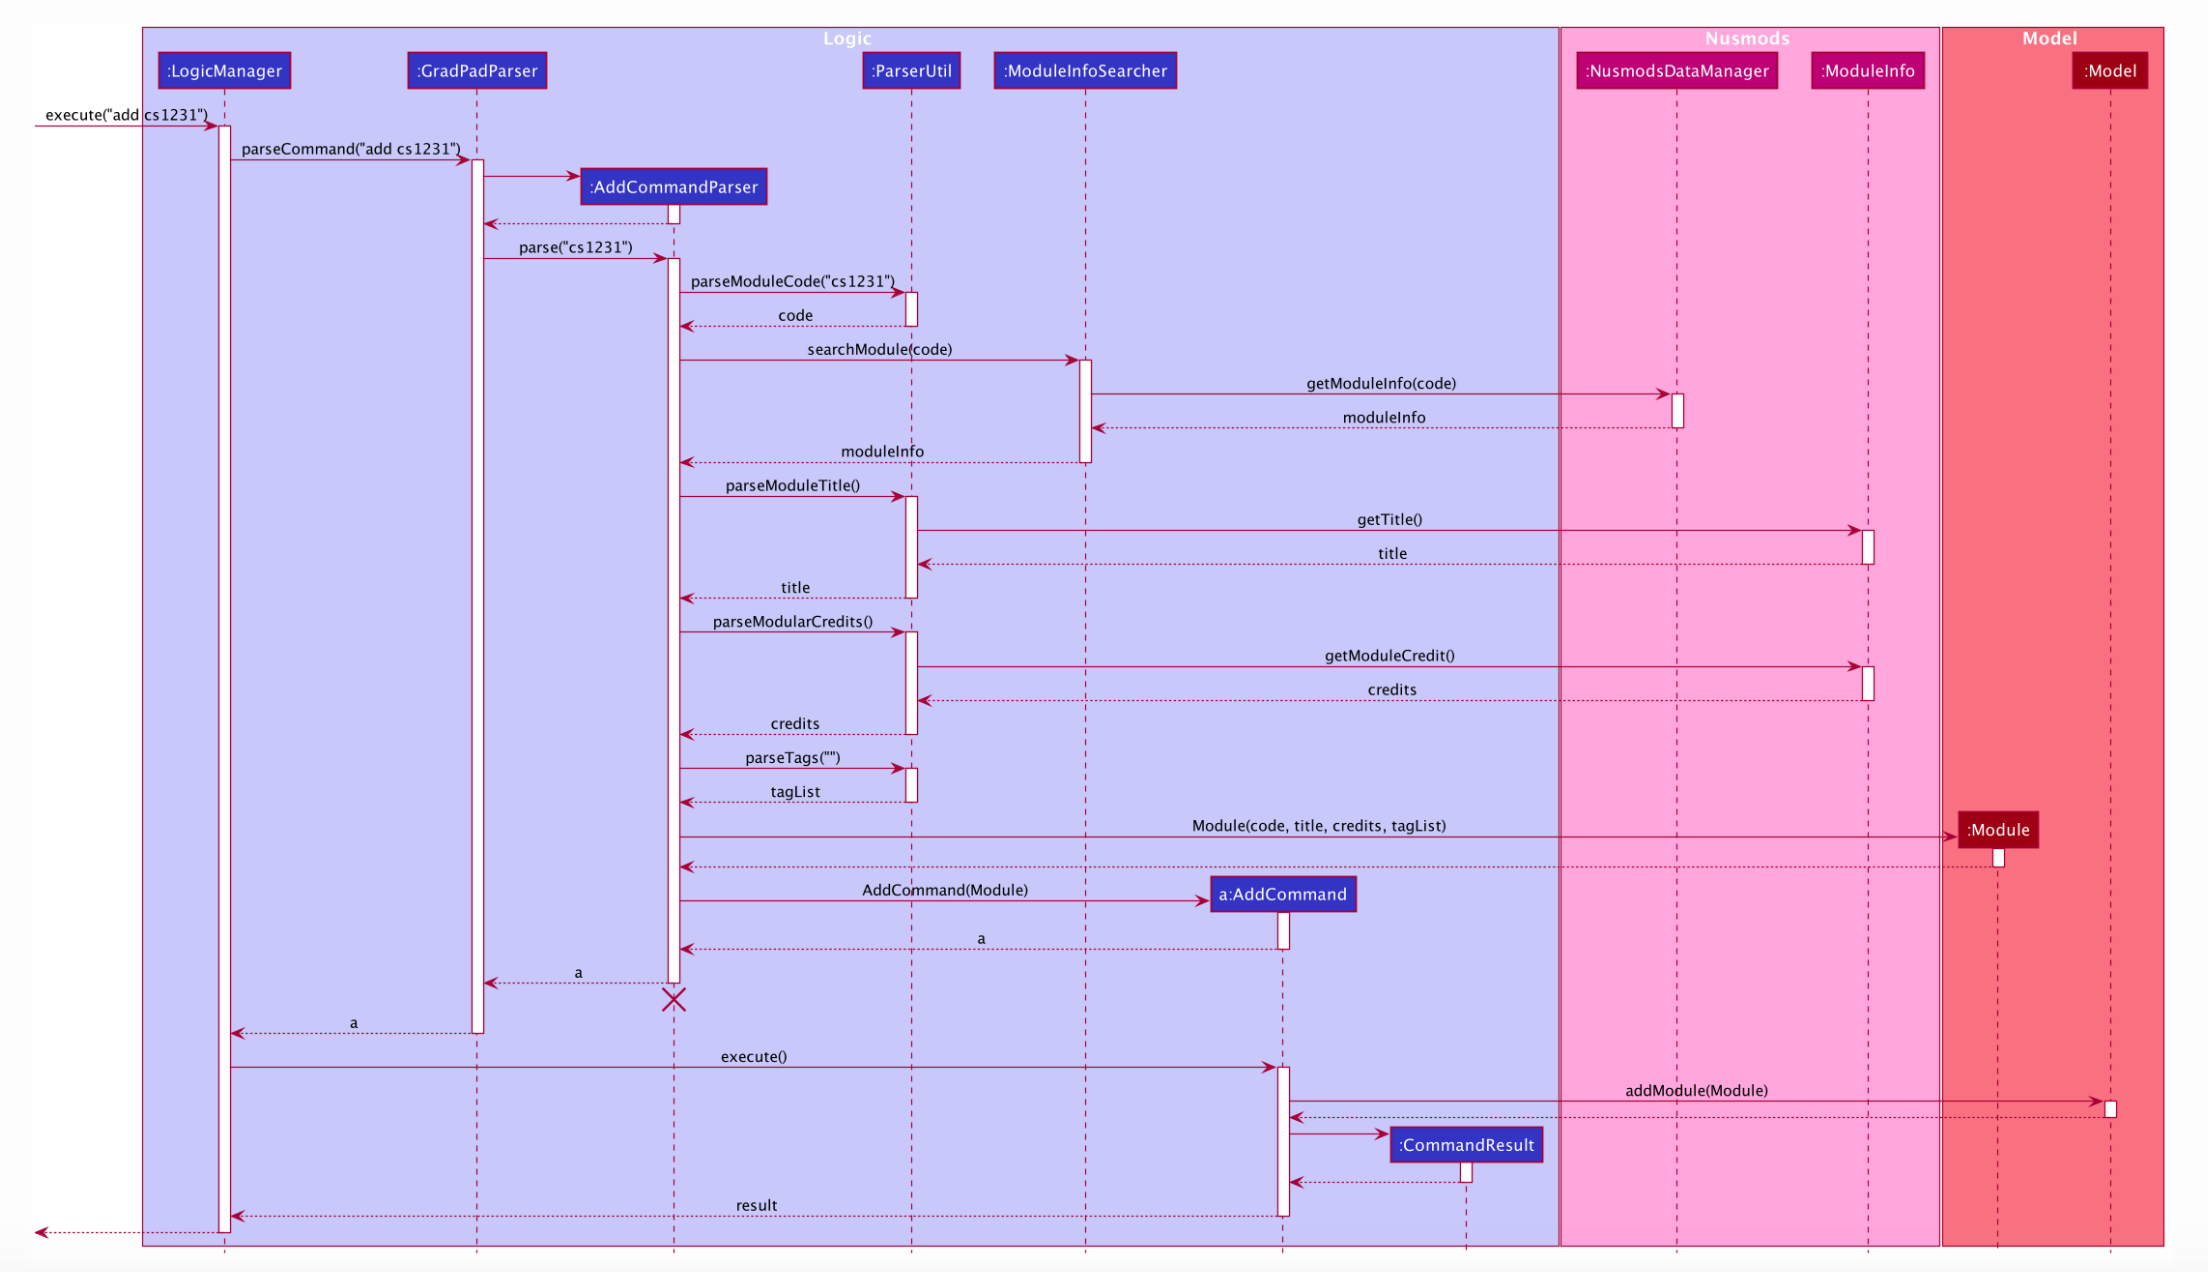 Logic
Nusmods
Model
:LogicManager
:GradPadParser
:ParserUtil
:ModuleInfoSearcher
:NusmodsDataManager
:ModuleInfo
:Model
execute("add cs1231")
parseCommand("add cs1231")
:AddCommandParser
parse("cs1231")
parseModuleCode("cs1231")
code
searchModule(code)
getModuleInfo(code)
moduleInfo
moduleInfo
parseModuleTitle()
getTitle()
title
title
parseModularCredits()
getModuleCredit()
credits
credits
parseTags("")
tagList
Module(code, title, credits, tagList)
:Module
AddCommand(Module)
a:AddCommand
a
a
a
execute()
addModule(Module)
:CommandResult
result